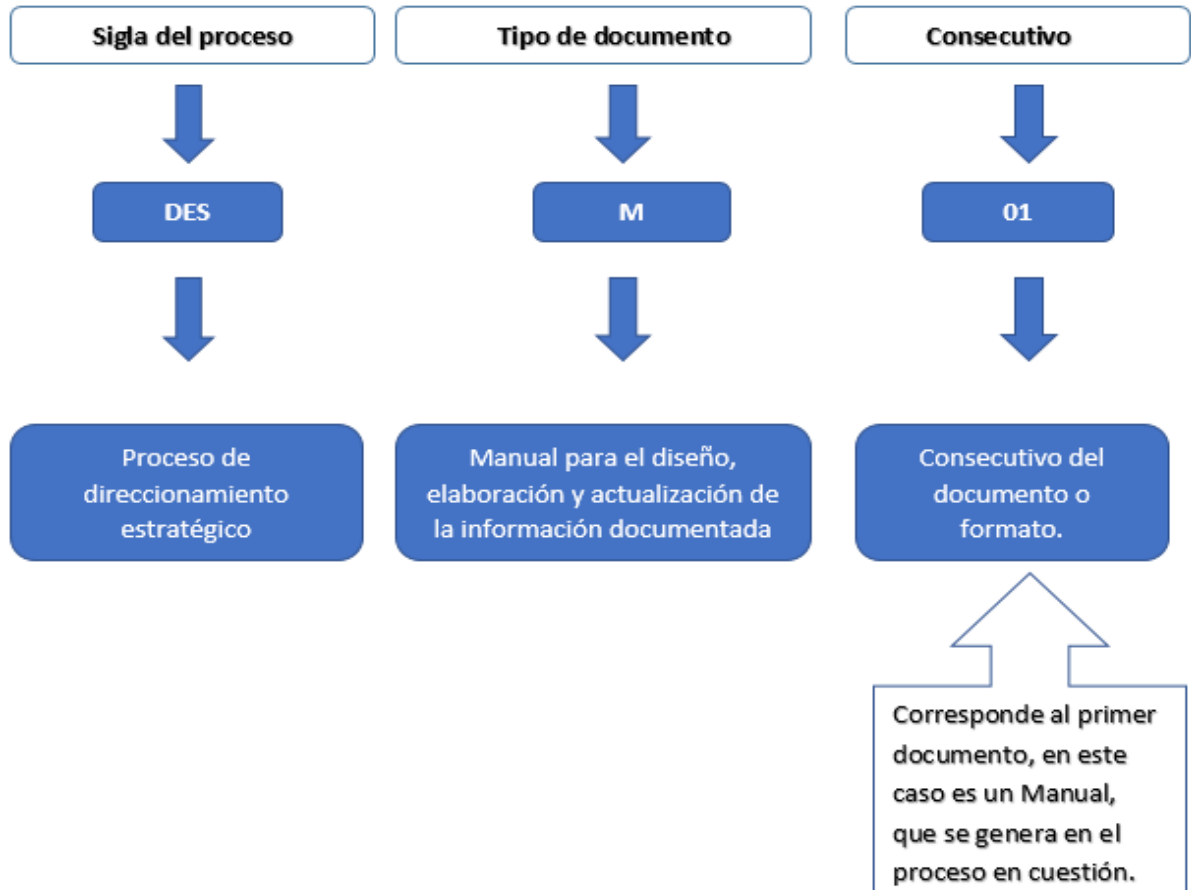 Sigla del proceso
Tipo de documento
Consecutivo
DES
M
01
Proceso de
direccionamiento
estratégico
Manual para el diseño,
elaboración y actualización de
la información documentada
Consecutivo del
documento o
formato.
Corresponde al primer
documento, en este
caso es un Manual,
que se genera en el
proceso en cuestión.